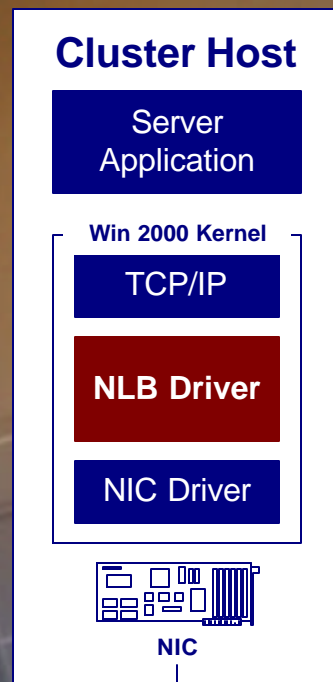 Cluster Host
Server
Application
Win 2000 Kernel
TCP/IP
NLB Driver
NIC Driver
NIC